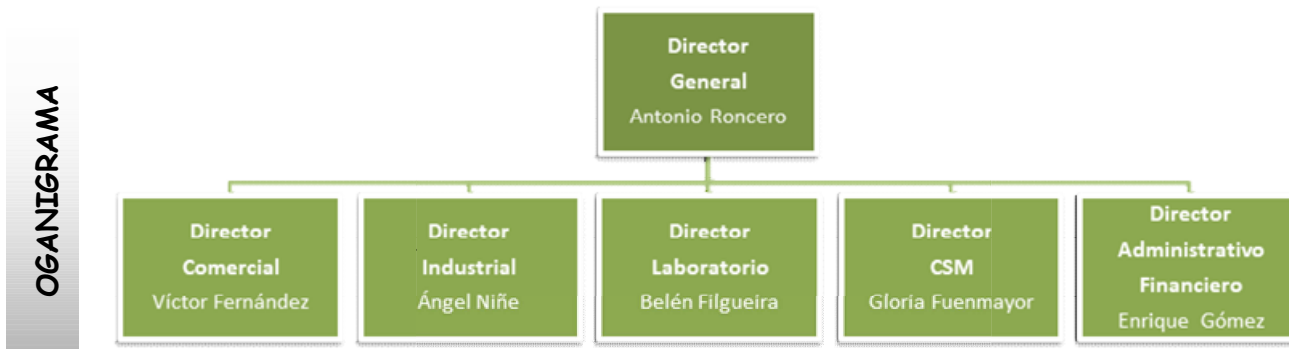 OGANIGRAMA
Director
General
Antonio Roncero
Director
Comercial
Víctor Fernández
Director
Industrial
Ángel Niñe
Director
Laboratorio
Belén Filgueira
Director
CSM
Gloria Fuenmayor
Director
Administrativo
Financiero
Enrique Gómez